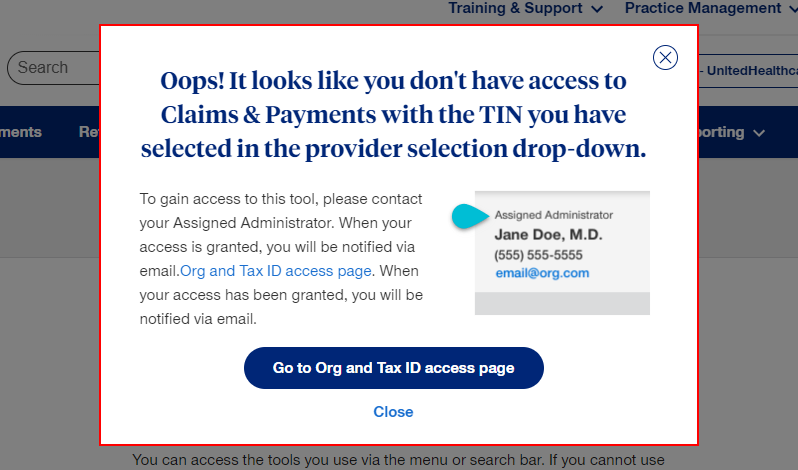 Training & Support Practice Management
Search
- UnitedHealthca
ments Re porting
Oops! It looks like you don't have access to
Claims & Payments with the TIN you have
selected in the provider selection drop-down.
To gain access to this tool, please contact
your Assigned Administrator. When your
access is granted, you will be notified via
email.Org and Tax ID access page. When
your access has been granted, you will be
notified via email.
Assigned Administrator
Jane Doe, M.D.
(555) 555-5555
email@org.com
Go to Org and Tax ID access page
Close
You can access the tools you use via the menu or search bar. If you cannot use